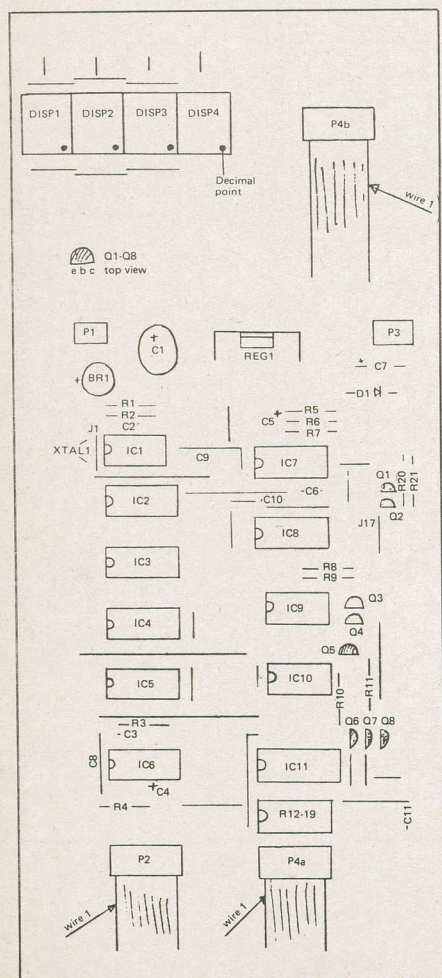 DISP1 DISP2 DISP3 DISP4
P4b
Decimal
point
wire 1
Q1-Q8
e b c top view
P1
+
C1
REG1
P3
+
C7
+
BR1
D1
R1
R2
C2
+
C5
R5
R6
R7
J1
XTAL1
IC1
C9
IC7
Q1
R20
R21
IC2
C6
C10
Q2
IC8
J17
IC3
R8
R9
IC4
IC9
Q3
Q4
Q5
IC5
IC10
R10
R11
R3
C3
Q6 Q7 Q8
C8
IC6
IC11
+
C4
R4
R12-19
C11
P2
P4a
wire 1
wire 1